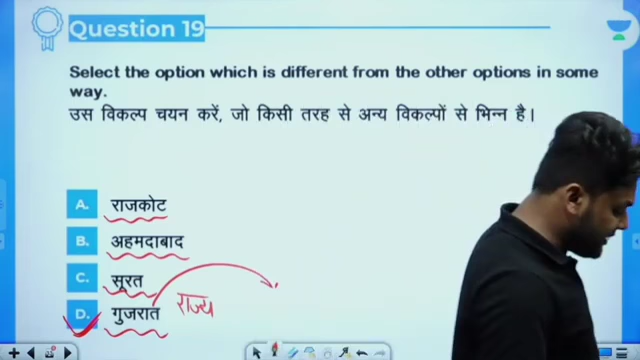 Question 19
Select the option which is different from the other options in some
way.
उस विकल्प चयन करें, जो किसी तरह से अन्य विकल्पों से भिन्न है।
A. राजकोट
B. अहमदाबाद
C. सूरत
D. गुजरात राज्य